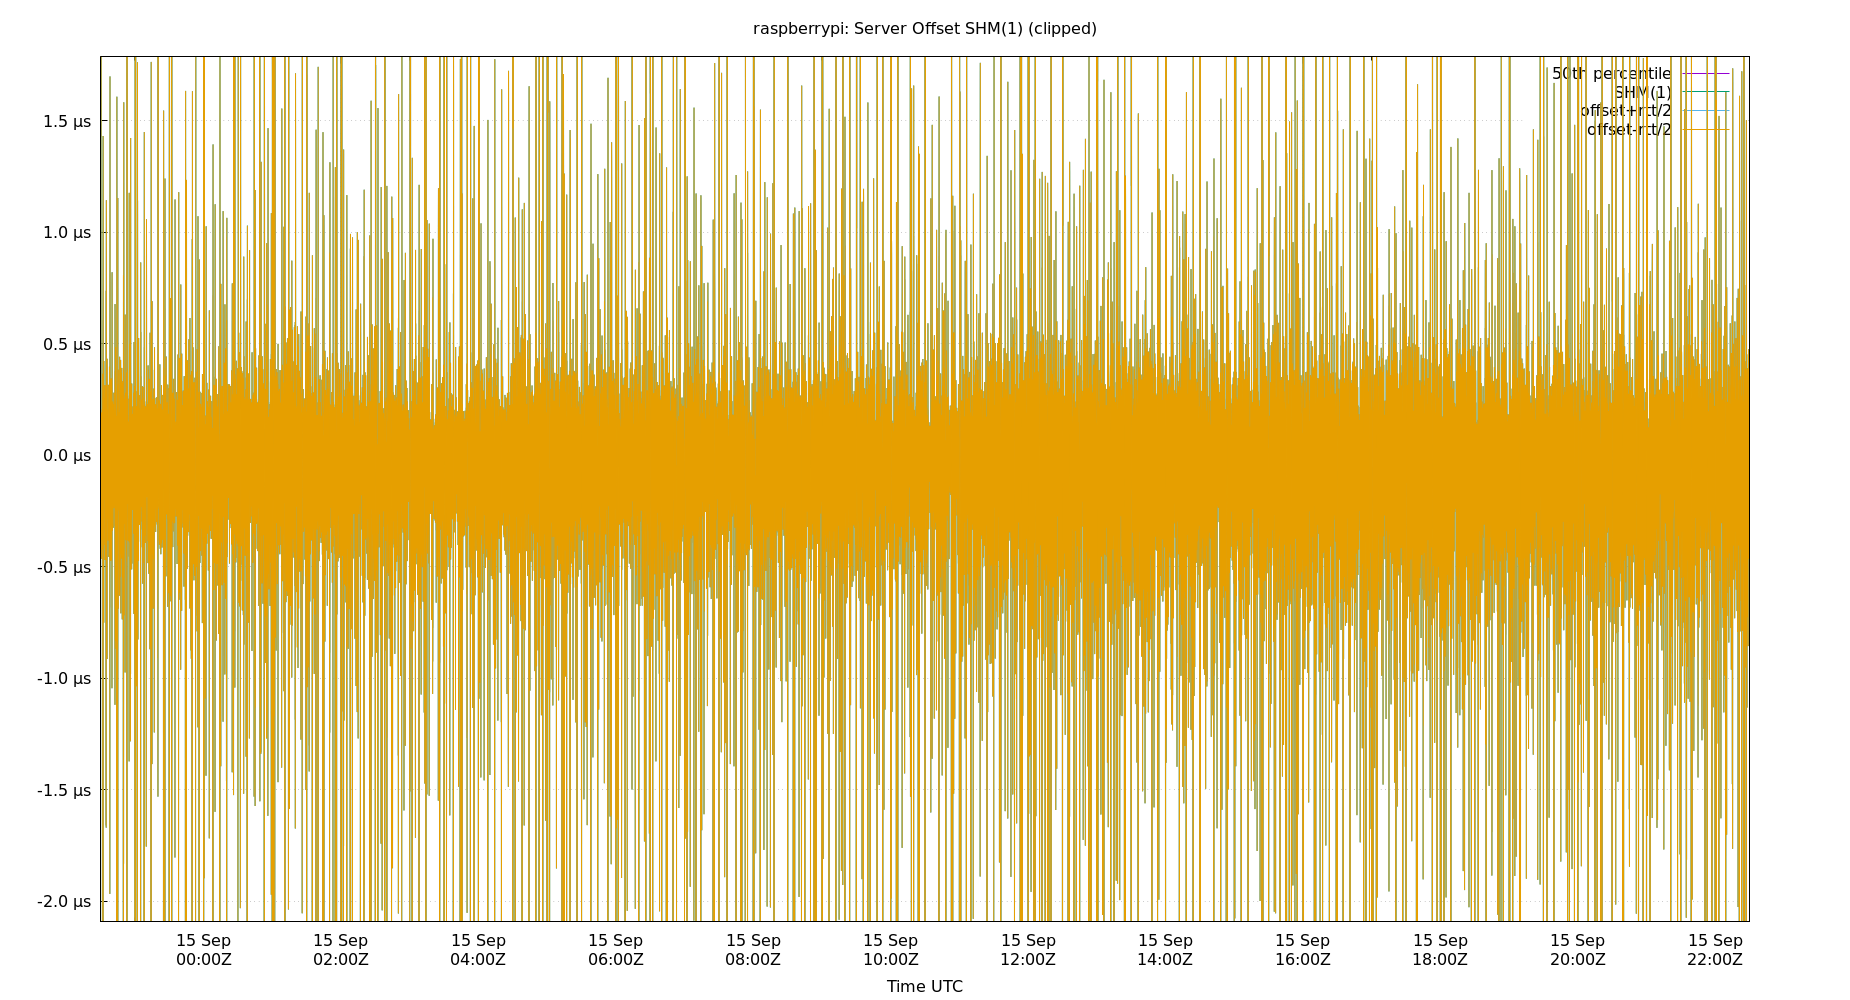 raspberrypi: Server Offset SHM(1) (clipped)
50th percentile
SHM(1)
offset+rtt/2
offset-rtt/2
1.5 µs
1.0 µs
0.5 µs
0.0 µs
-0.5 µs
-1.0 µs
-1.5 µs
-2.0 µs
15 Sep 15 Sep 15 Sep 15 Sep 15 Sep 15 Sep 15 Sep 15 Sep 15 Sep 15 Sep 15 Sep 15 Sep
00:00Z 02:00Z 04:00Z 06:00Z 08:00Z 10:00Z 12:00Z 14:00Z 16:00Z 18:00Z 20:00Z 22:00Z
Time UTC